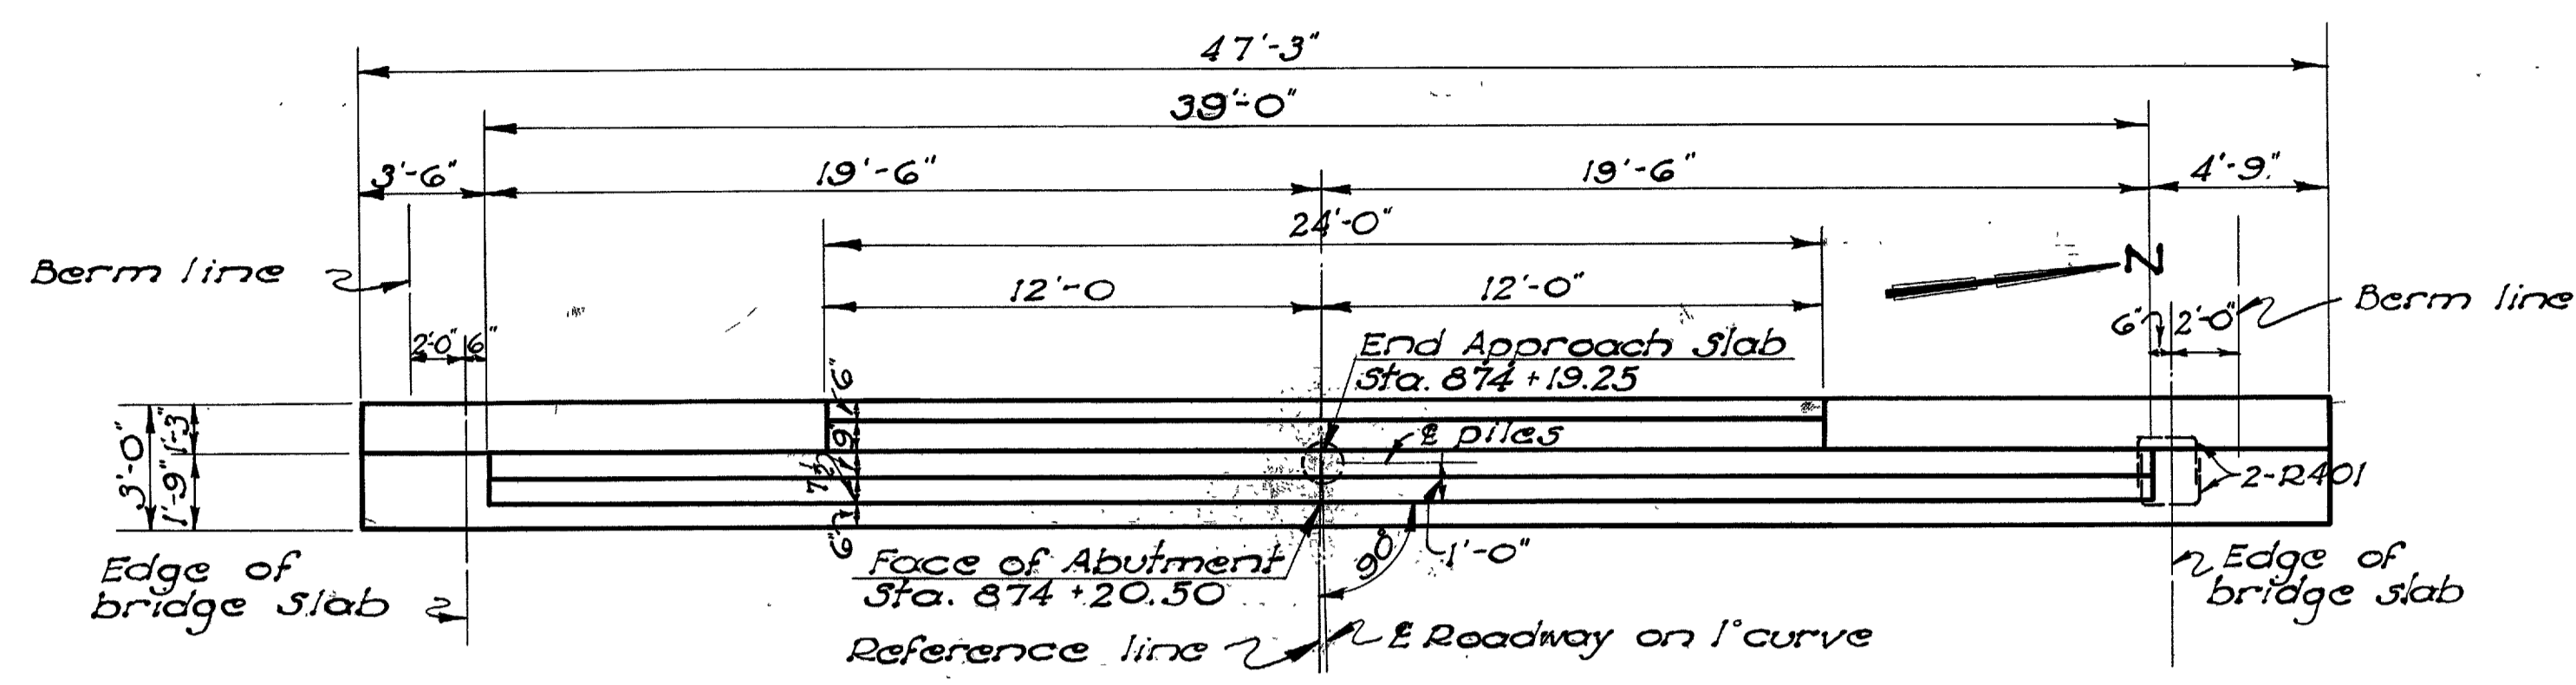 47'-3"
39'-0"
3'-6"
19'-6"
19'-6"
4'-9"
24'-0"
Berm line
12'-0
12'-0"
N
Berm line
2'-0"
6"
6"
2'-0"
End Approach Slab
Sta. 874+19.25
3'-0"
1'-3"
1'-9"
6"
9"
7½"
6"
℄ piles
2-R401
Face of Abutment
Sta. 874+20.50
90°
1'-0"
Edge of
bridge slab
Edge of
bridge slab
Reference line
℄ Roadway on 1° curve